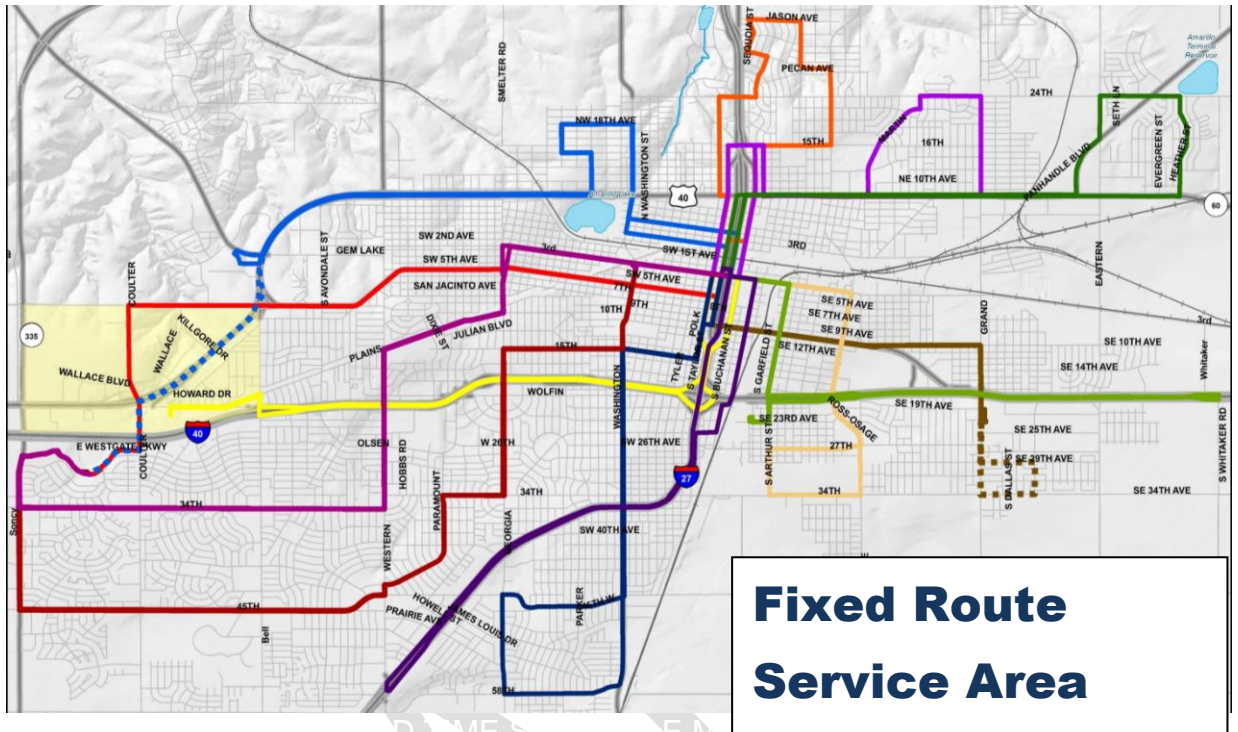 JASON AVE
SEQUOIA ST
PECAN AVE
Amarillo
Terminal
Reservoir
SMELTER RD
24TH
SETH LN
NW 18TH AVE
N WASHINGTON ST
15TH
MARTIN
16TH
EVERGREEN ST
HEATHER ST
PANHANDLE BLVD
NE 10TH AVE
40
60
SW 2ND AVE
GEM LAKE
3rd
SW 1ST AVE
3RD
S AVONDALE ST
SW 5TH AVE
SW 5TH AVE
EASTERN
COULTER
SAN JACINTO AVE
7TH
9TH
10TH
SE 5TH AVE
SE 7TH AVE
SE 9TH AVE
GRAND
3rd
335
KILLGORE DR
WALLACE
DIXIE ST
JULIAN BLVD
PLAINS
15TH
POLK
TYLER
S BUCHANAN ST
S GARFIELD ST
SE 12TH AVE
SE 10TH AVE
SE 14TH AVE
Whitaker
WALLACE BLVD
HOWARD DR
WOLFIN
WASHINGTON
SE 19TH AVE
ROSS-OSAGE
SE 23RD AVE
40
E WESTGATE PKWY
COULTER
OLSEN
HOBBS RD
W 26TH
SW 26TH AVE
S ARTHUR ST
27TH
SE 25TH AVE
SE 29TH AVE
S WHITAKER RD
27
34TH
PARAMOUNT
34TH
34TH
S DALLAS ST
SE 34TH AVE
Soncy
WESTERN
GEORGIA
SW 40TH AVE
45TH
HOWELL ST
JAMES LOUIS DR
PRAIRIE AVE
PARKER
Bell
58TH
Fixed Route
Service Area